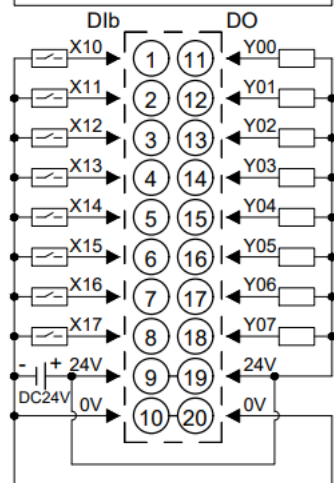 DIb DO
X10 1 11 Y00
X11 2 12 Y01
X12 3 13 Y02
X13 4 14 Y03
X14 5 15 Y04
X15 6 16 Y05
X16 7 17 Y06
X17 8 18 Y07
- + 24V 9 19 24V
DC24V
0V 10 20 0V